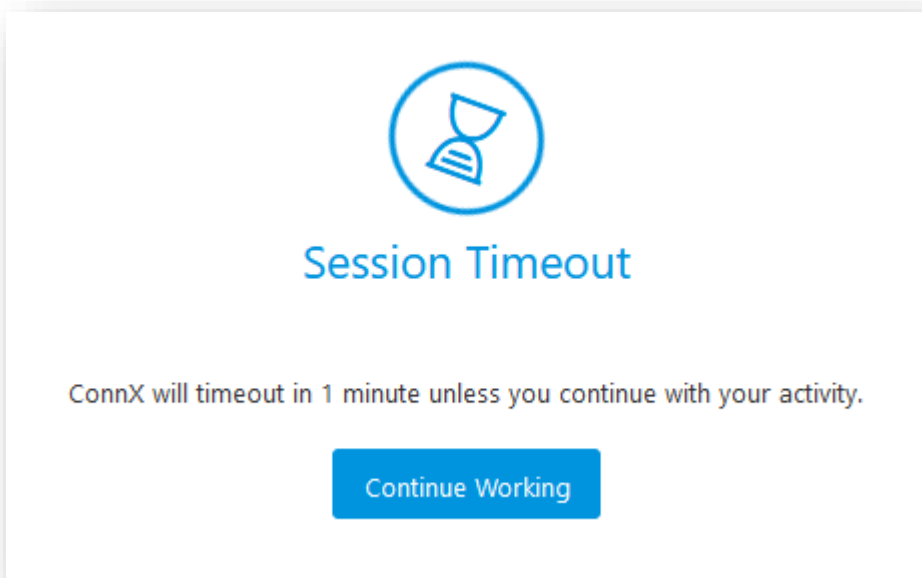 Session Timeout
ConnX will timeout in 1 minute unless you continue with your activity.
Continue Working